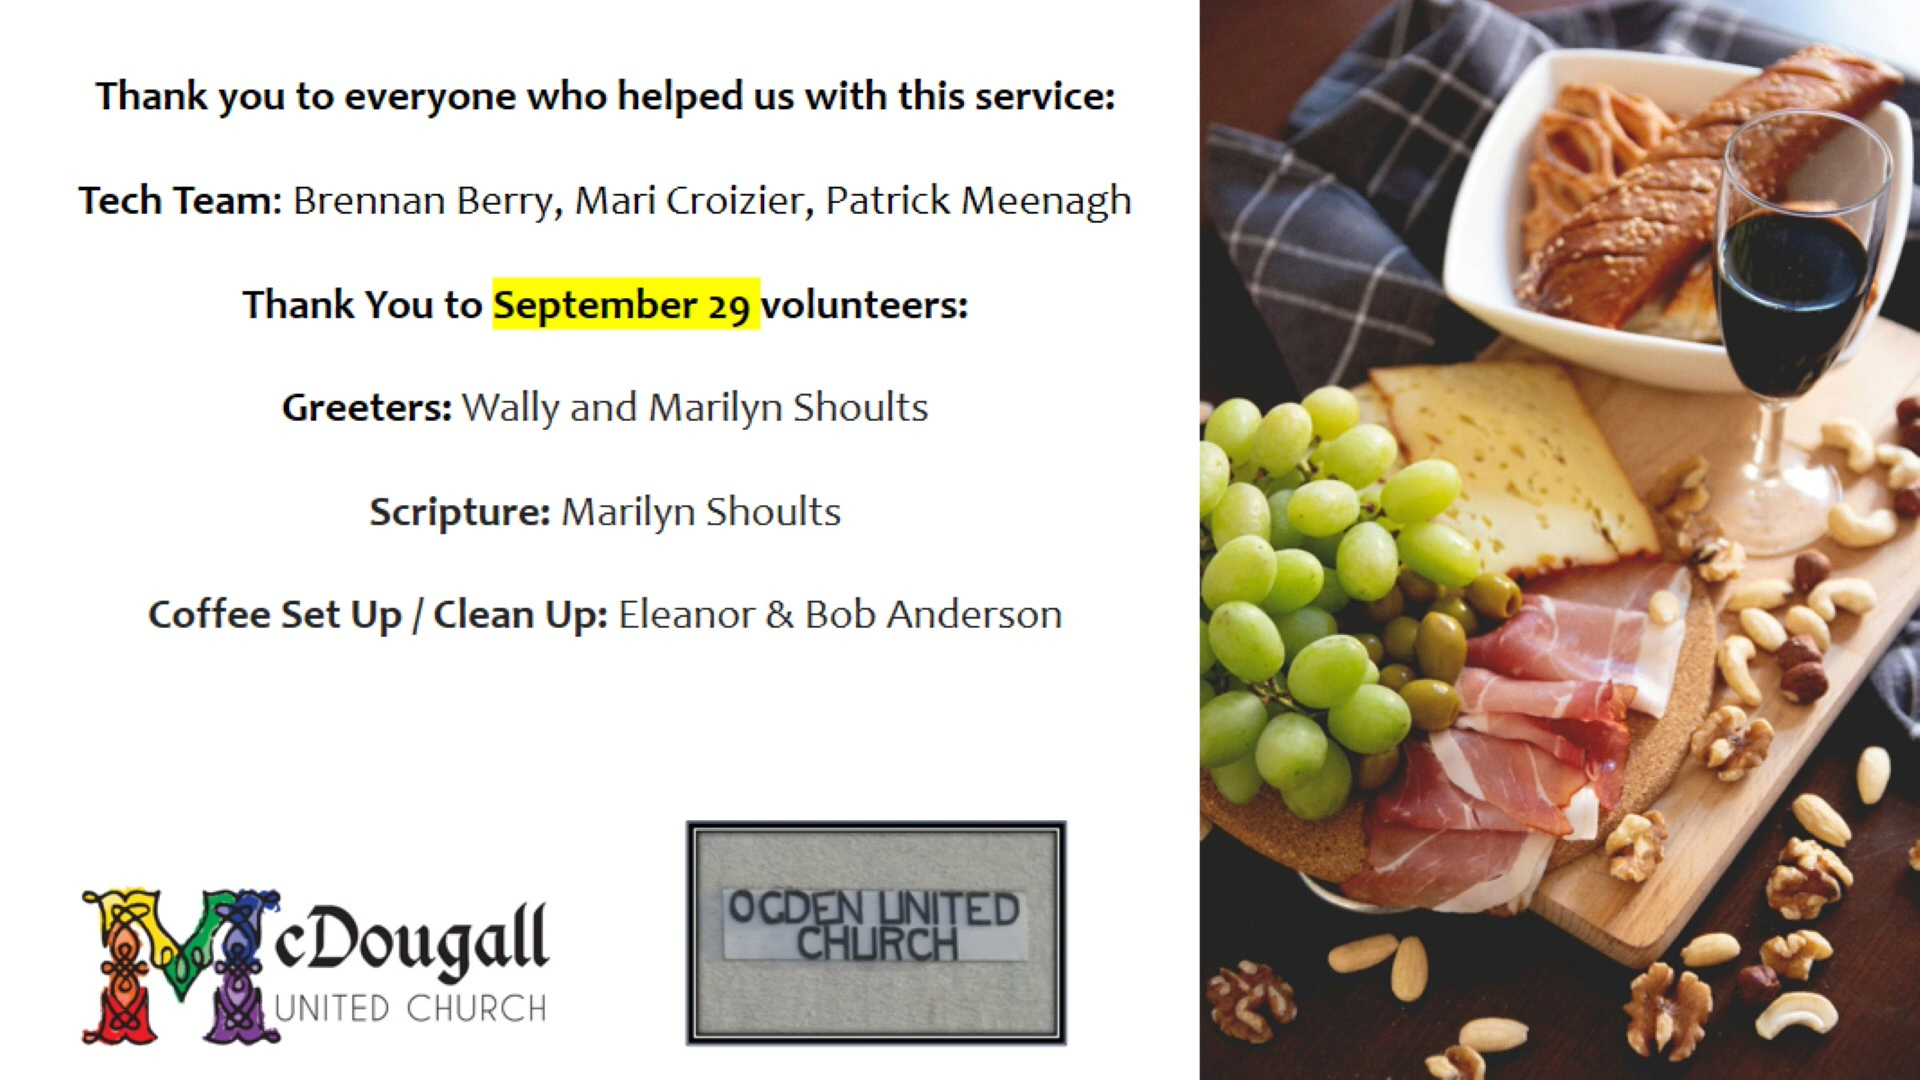 Thank you to everyone who helped us with this service:
Tech Team: Brennan Berry, Mari Croizier, Patrick Meenagh
Thank You to September 29 volunteers:
Greeters: Wally and Marilyn Shoults
Scripture: Marilyn Shoults
Coffee Set Up / Clean Up: Eleanor & Bob Anderson
McDougall
UNITED CHURCH
OGDEN UNITED
CHURCH